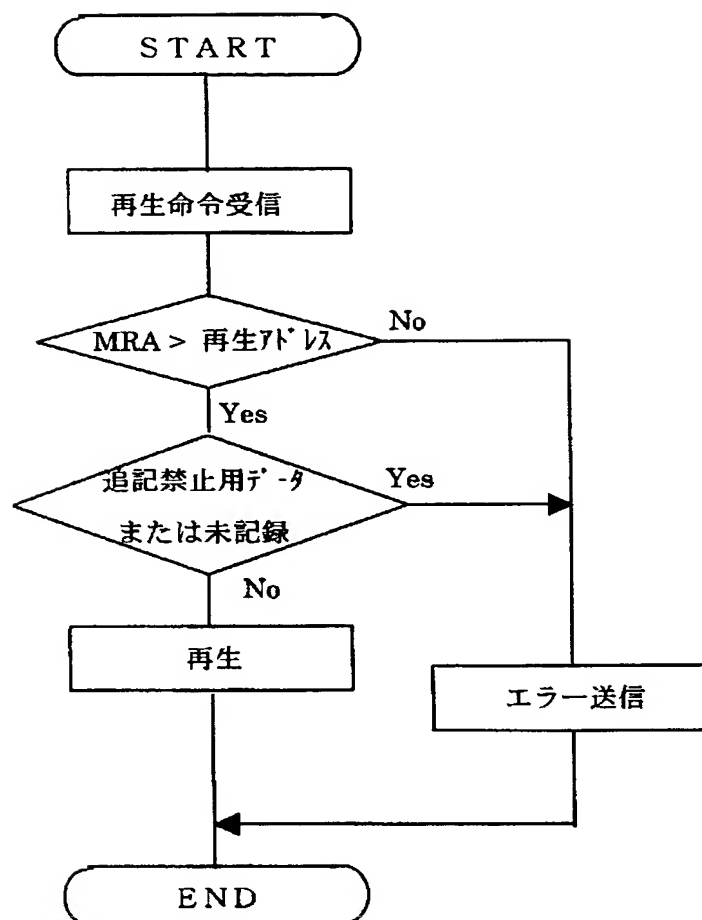 START
再生命令受信
MRA > 再生ｱﾄﾞﾚｽ
No
Yes
追記禁止用ﾃﾞｰﾀ
または未記録
Yes
No
再生
エラー送信
END